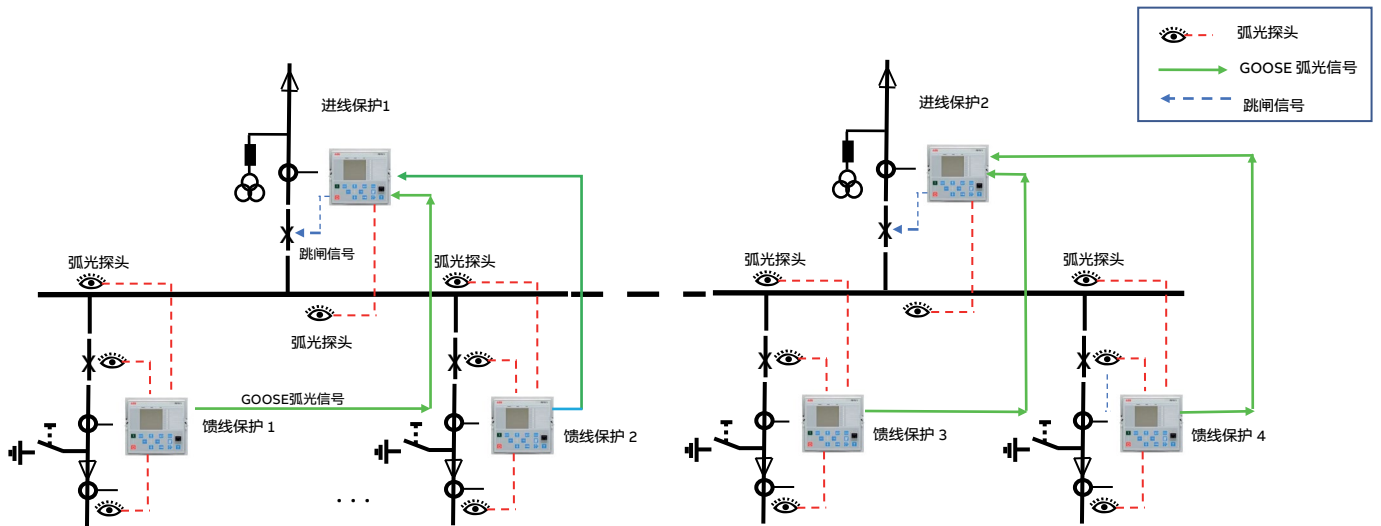 弧光探头
GOOSE 弧光信号
跳闸信号
进线保护1
进线保护2
跳闸信号
弧光探头
弧光探头
弧光探头
弧光探头
弧光探头
GOOSE弧光信号
馈线保护 1
馈线保护 2
馈线保护 3
馈线保护 4
. . .